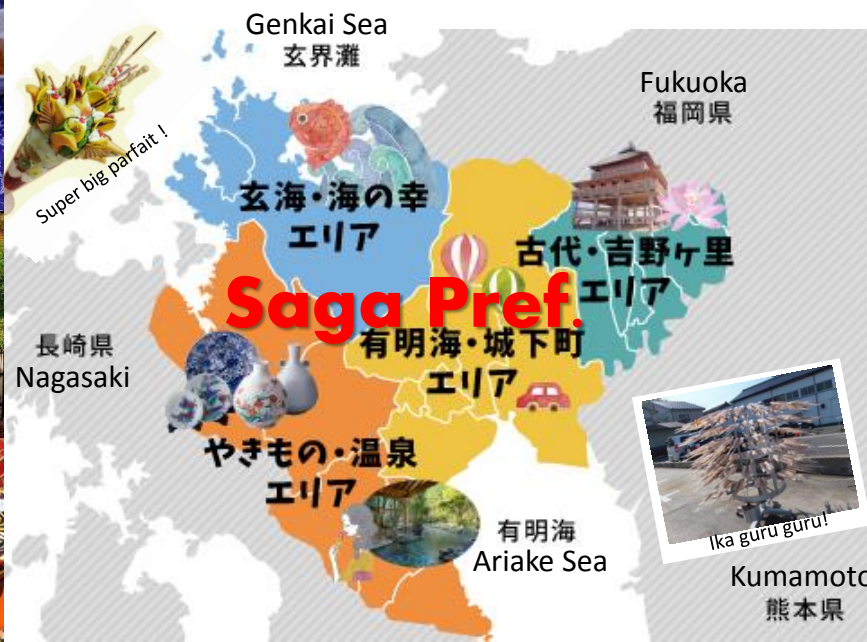 Genkai Sea
玄界灘
Super big parfait !
Fukuoka
福岡県
玄海・海の幸
エリア
古代・吉野ヶ里
エリア
Saga Pref.
有明海・城下町
エリア
長崎県
Nagasaki
やきもの・温泉
エリア
有明海
Ariake Sea
Ika guru guru!
Kumamoto
熊本県